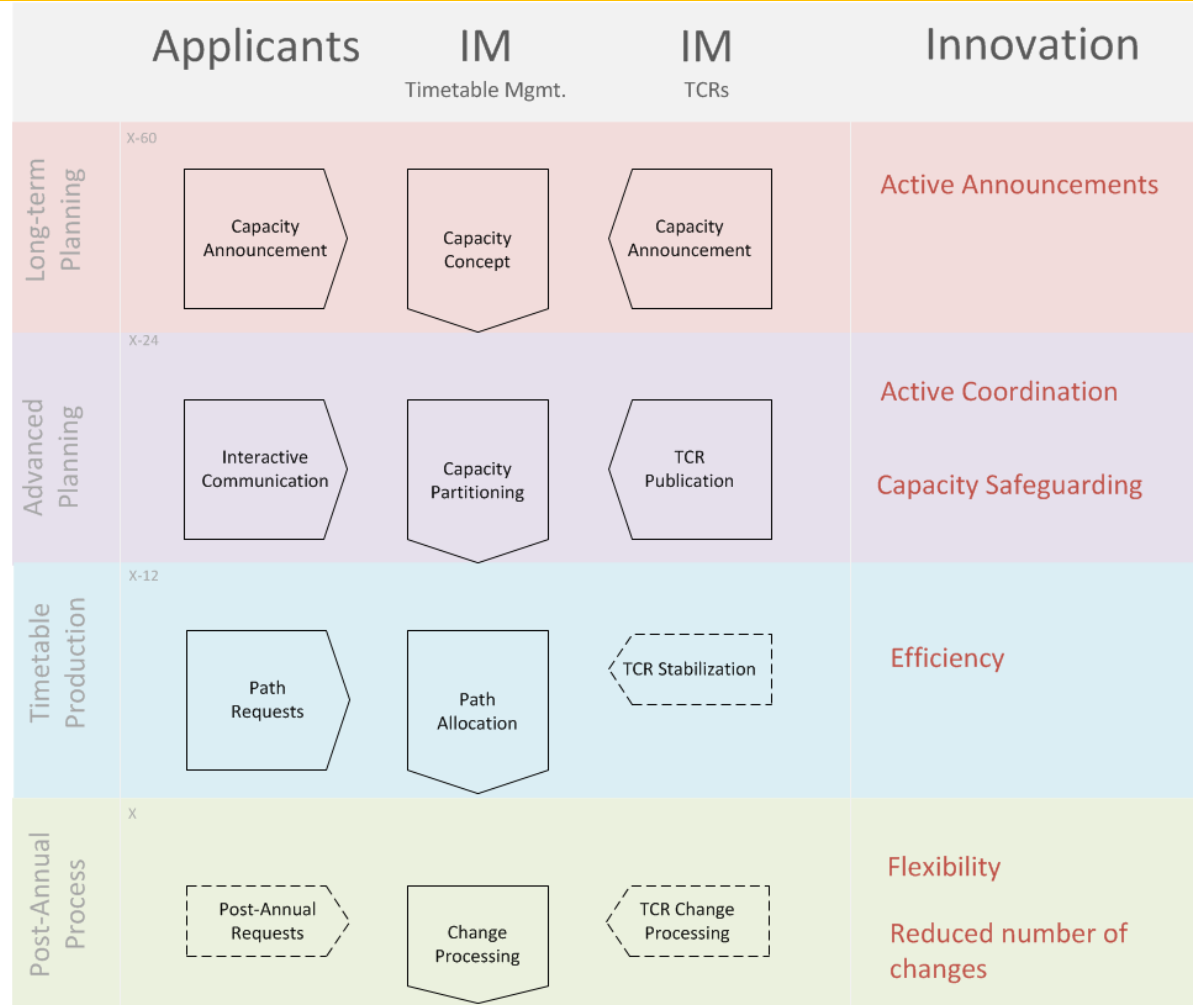 Applicants
IM
Timetable Mgmt.
IM
TCRs
Innovation
Long-term
Planning
X-60
Capacity
Announcement
Capacity
Concept
Capacity
Announcement
Active Announcements
Advanced
Planning
X-24
Interactive
Communication
Capacity
Partitioning
TCR
Publication
Active Coordination
Capacity Safeguarding
Timetable
Production
X-12
Path
Requests
Path
Allocation
TCR Stabilization
Efficiency
Post-Annual
Process
X
Post-Annual
Requests
Change
Processing
TCR Change
Processing
Flexibility
Reduced number of
changes